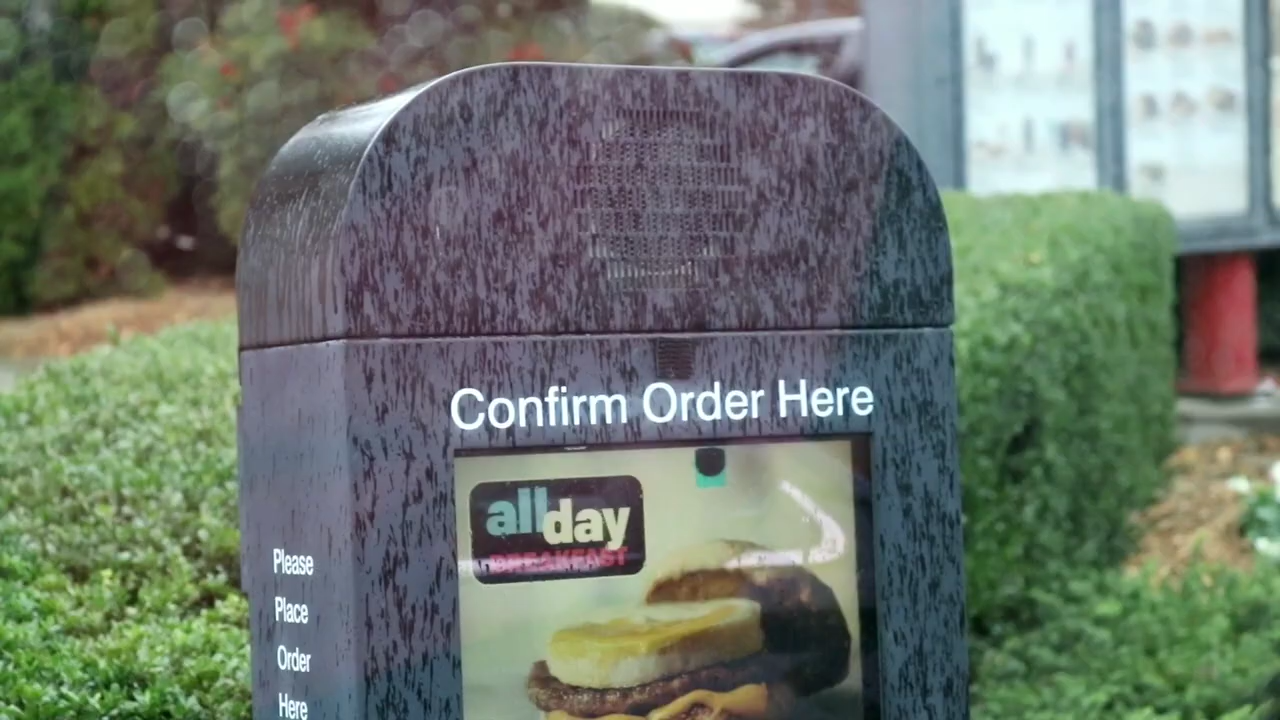 Confirm Order Here
all day
BREAKFAST
Please
Place
Order
Here